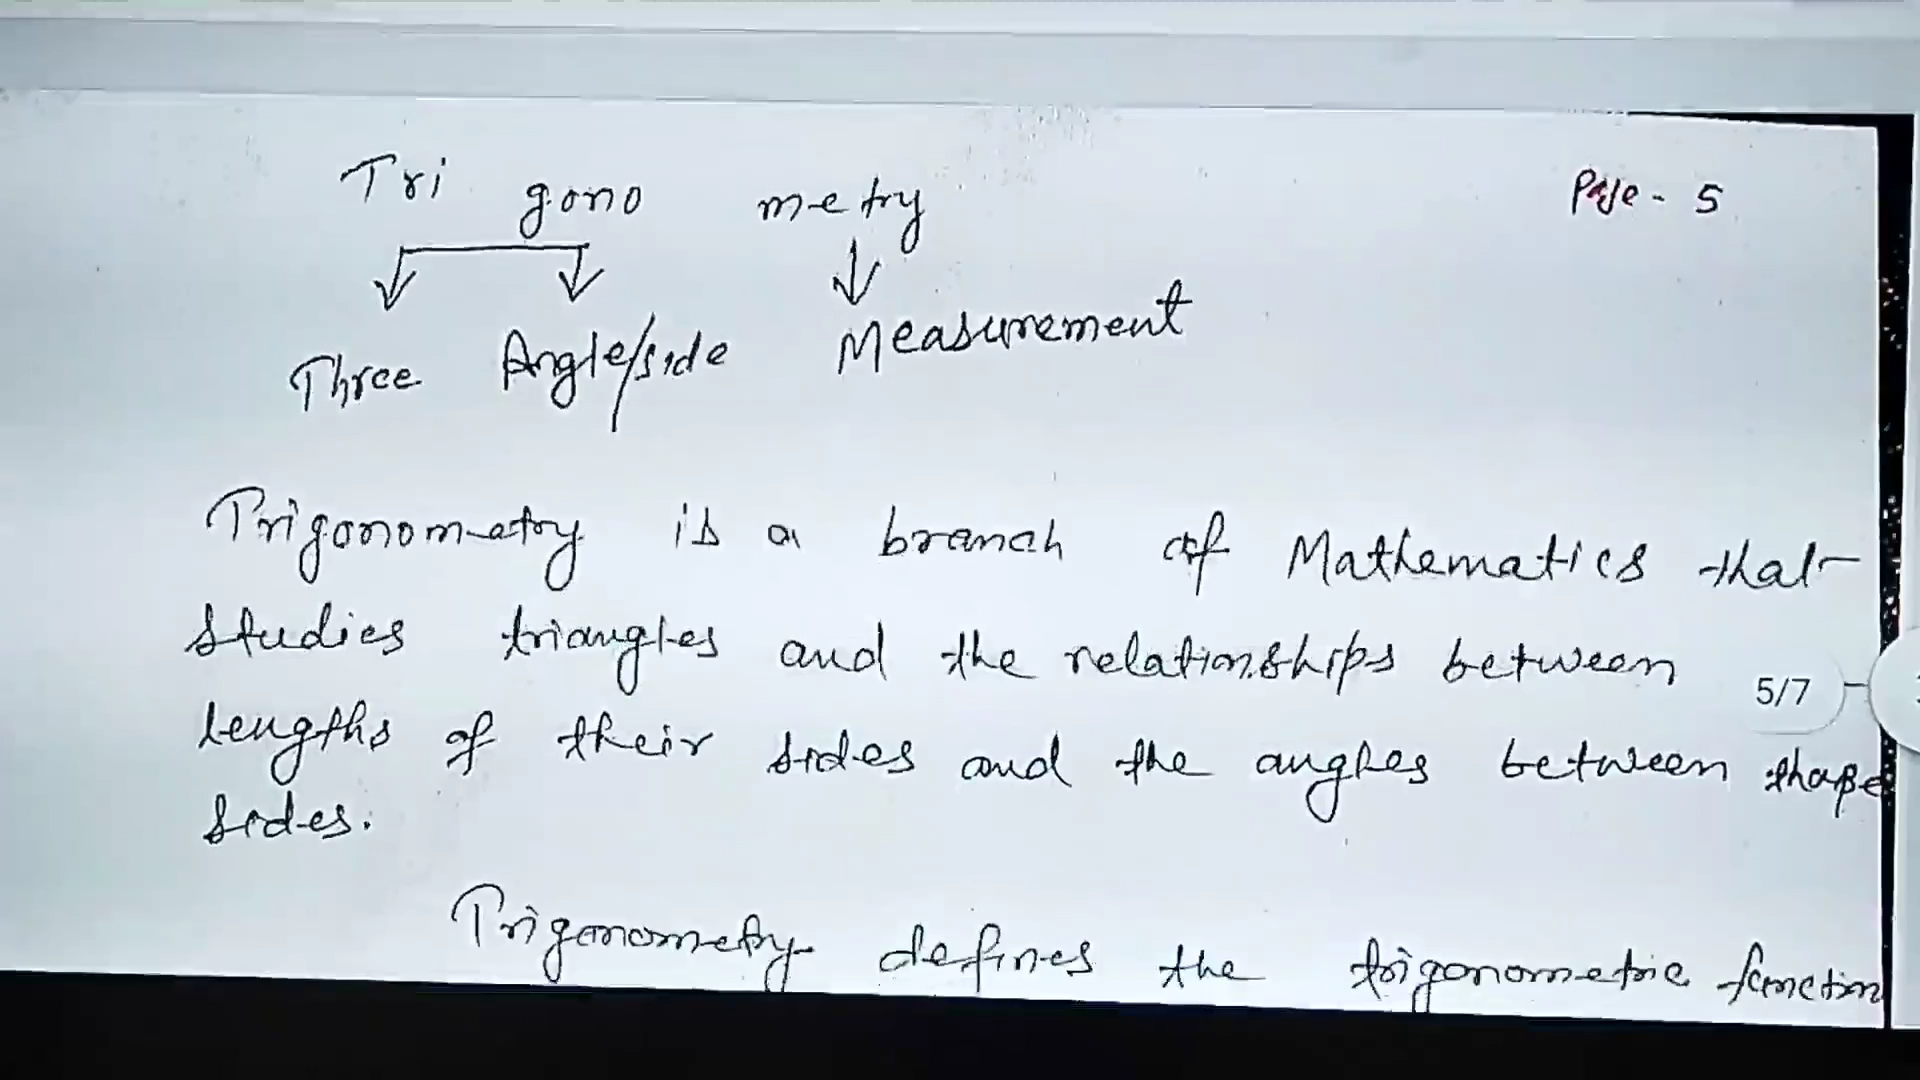 Tri gono metry
Page - 5
Three Angle/side Measurement
Trigonometry is a branch of Mathematics that
studies triangles and the relationships between
5/7
lengths of their sides and the angles between those
sides.
Trigonometry defines the trigonometric function